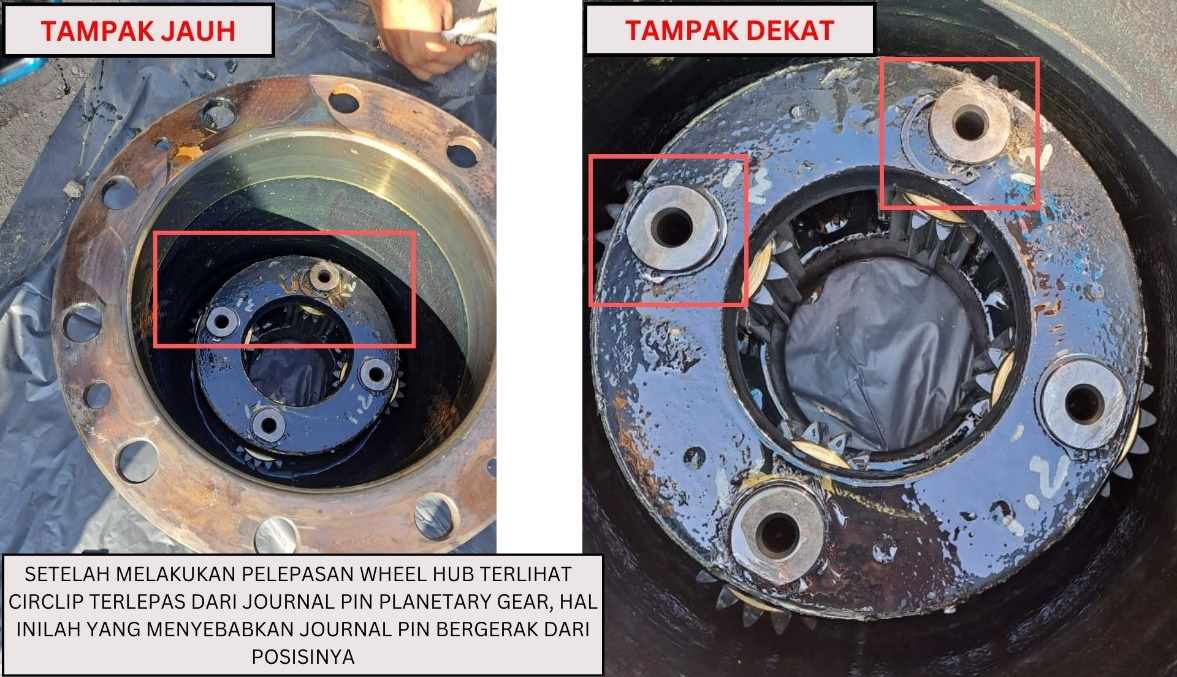 TAMPAK JAUH
TAMPAK DEKAT
SETELAH MELAKUKAN PELEPASAN WHEEL HUB TERLIHAT
CIRCLIP TERLEPAS DARI JOURNAL PIN PLANETARY GEAR, HAL
INILAH YANG MENYEBABKAN JOURNAL PIN BERGERAK DARI
POSISINYA